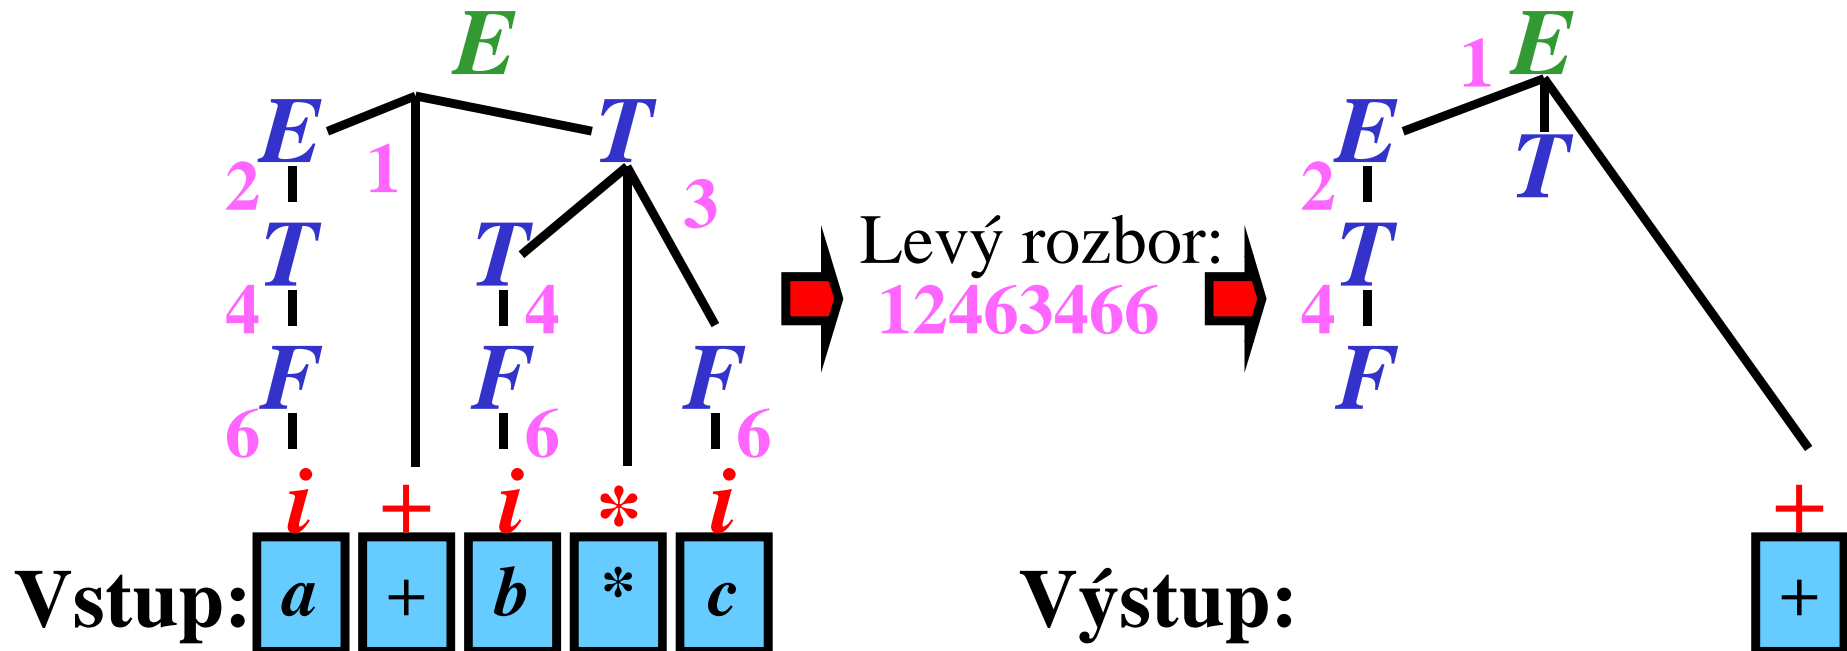 E
1 E
E T
E
2 1 3
2
T
T T
T
Levý rozbor:
4 4
12463466
4
F F F
F
6 6 6
i + i * i
+
Vstup: a + b * c
Výstup: +